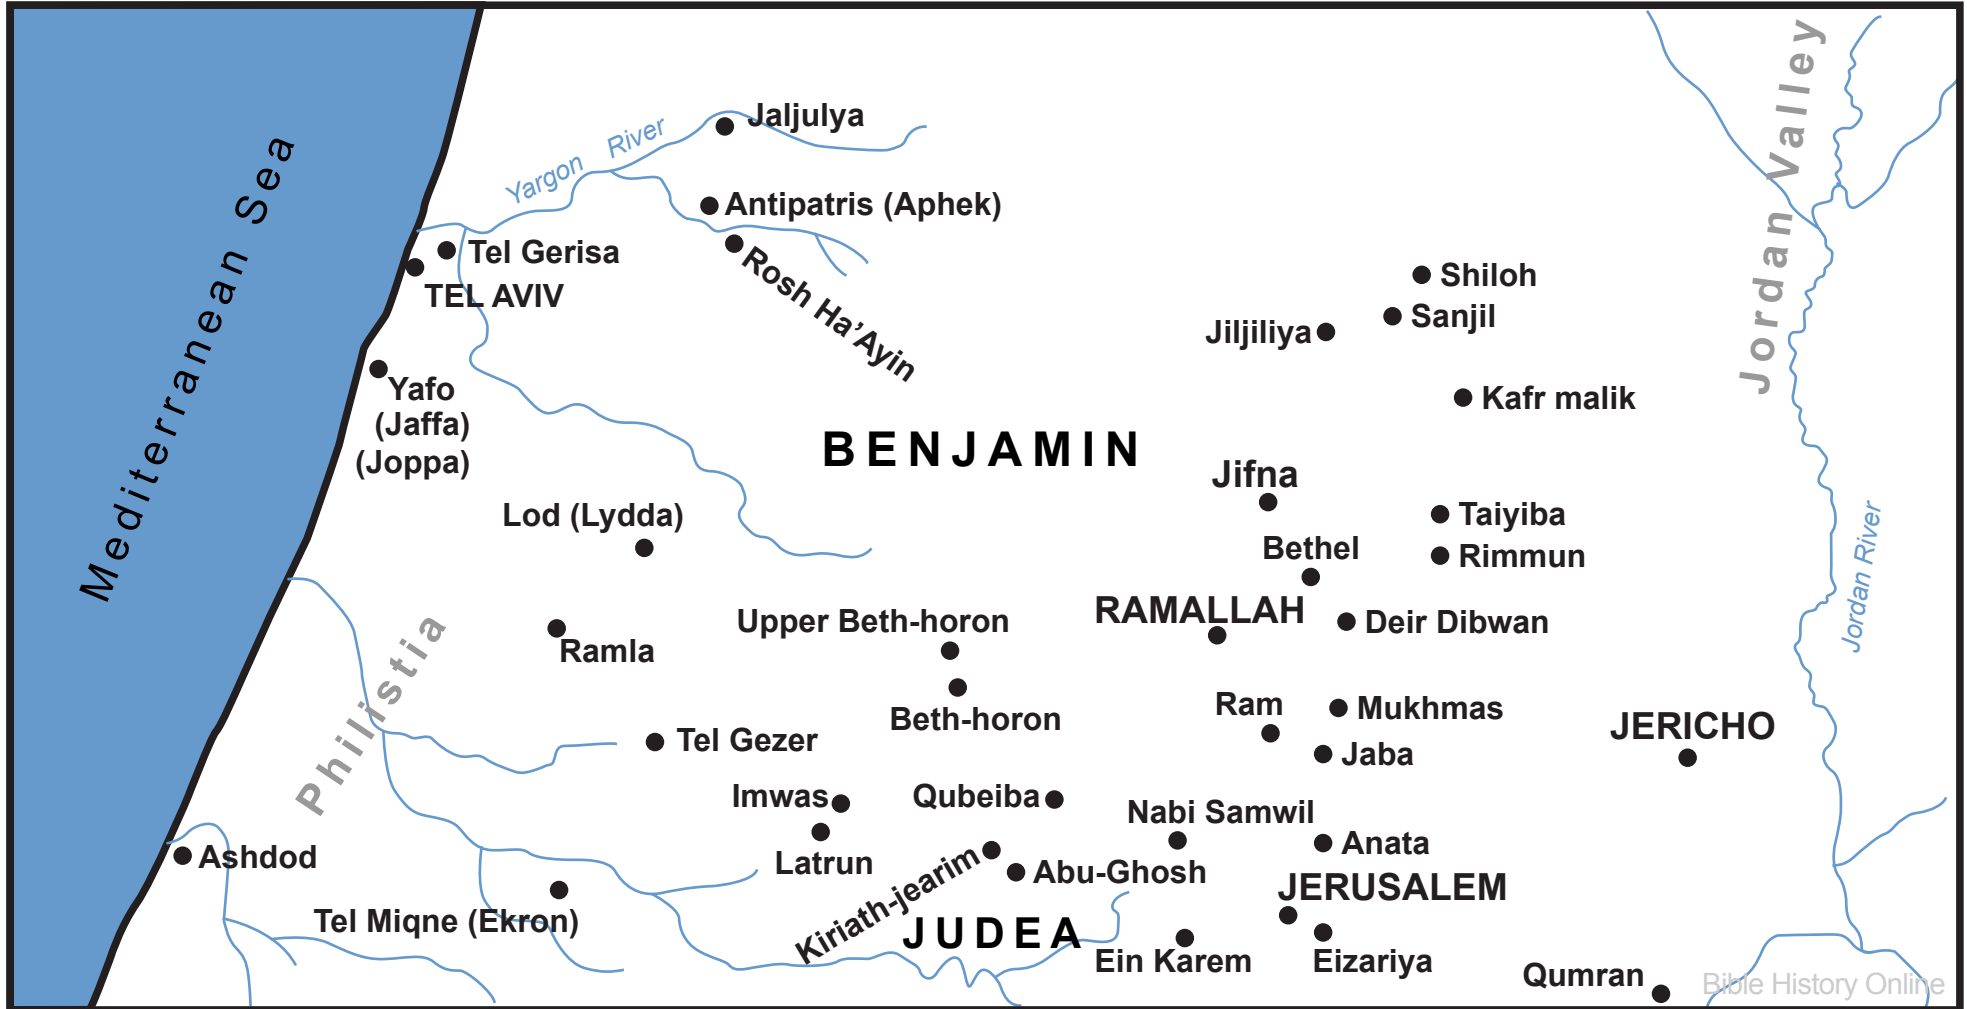 Jaljulya
Yargon River
Antipatris (Aphek)
Tel Gerisa
TEL AVIV
Rosh Ha’Ayin
Mediterranean Sea
Jordan Valley
Shiloh
Sanjil
Jiljiliya
Yafo
(Jaffa)
(Joppa)
Kafr malik
BENJAMIN
Jifna
Lod (Lydda)
Taiyiba
Bethel
Rimmun
Jordan River
RAMALLAH
Upper Beth-horon
Deir Dibwan
Ramla
Philistia
Ram
Mukhmas
Beth-horon
JERICHO
Tel Gezer
Jaba
Imwas
Qubeiba
Nabi Samwil
Anata
Ashdod
Latrun
Kiriath-jearim
Abu-Ghosh
JERUSALEM
Tel Miqne (Ekron)
JUDEA
Ein Karem
Eizariya
Qumran
Bible History Online